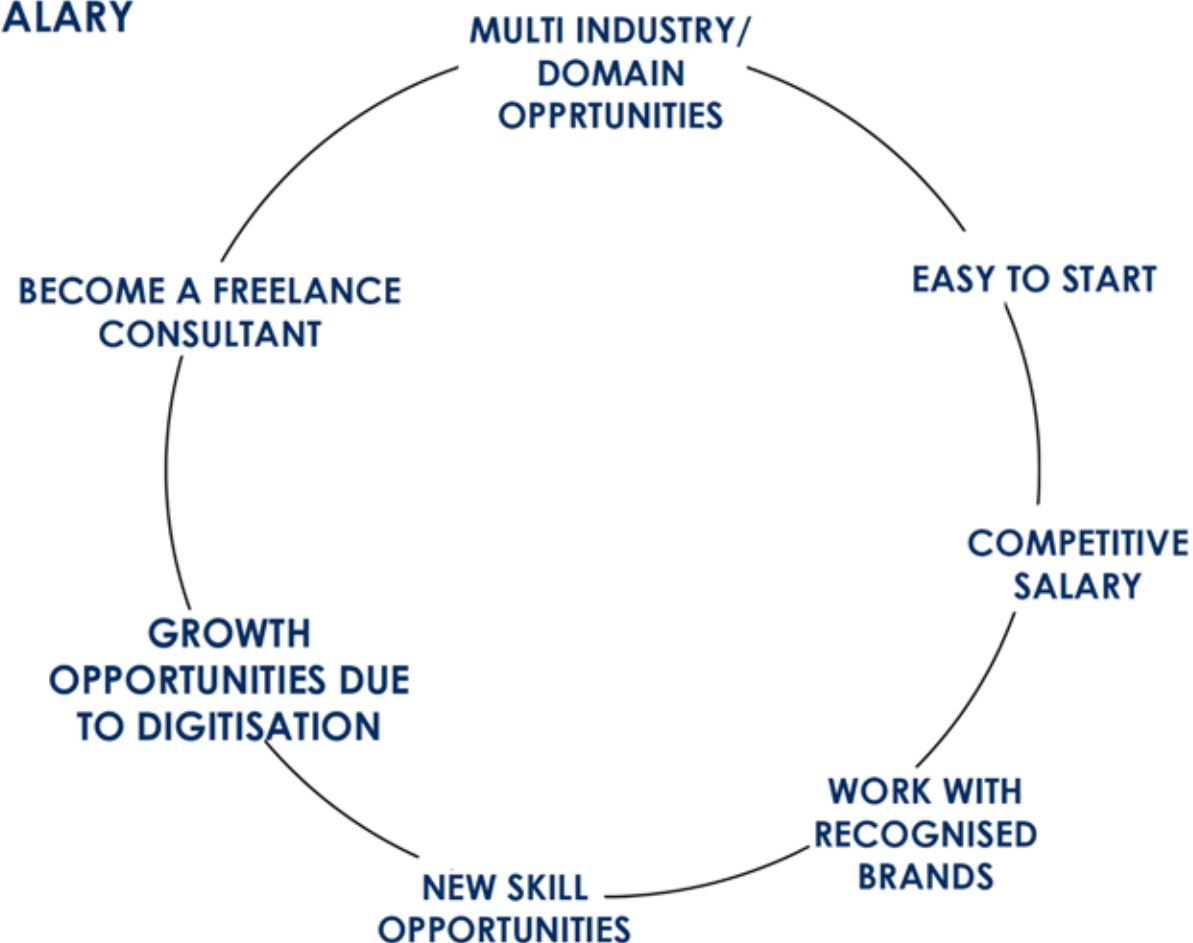 ALARY
MULTI INDUSTRY/
DOMAIN
OPPRTUNITIES
EASY TO START
COMPETITIVE
SALARY
WORK WITH
RECOGNISED
BRANDS
NEW SKILL
OPPORTUNITIES
GROWTH
OPPORTUNITIES DUE
TO DIGITISATION
BECOME A FREELANCE
CONSULTANT